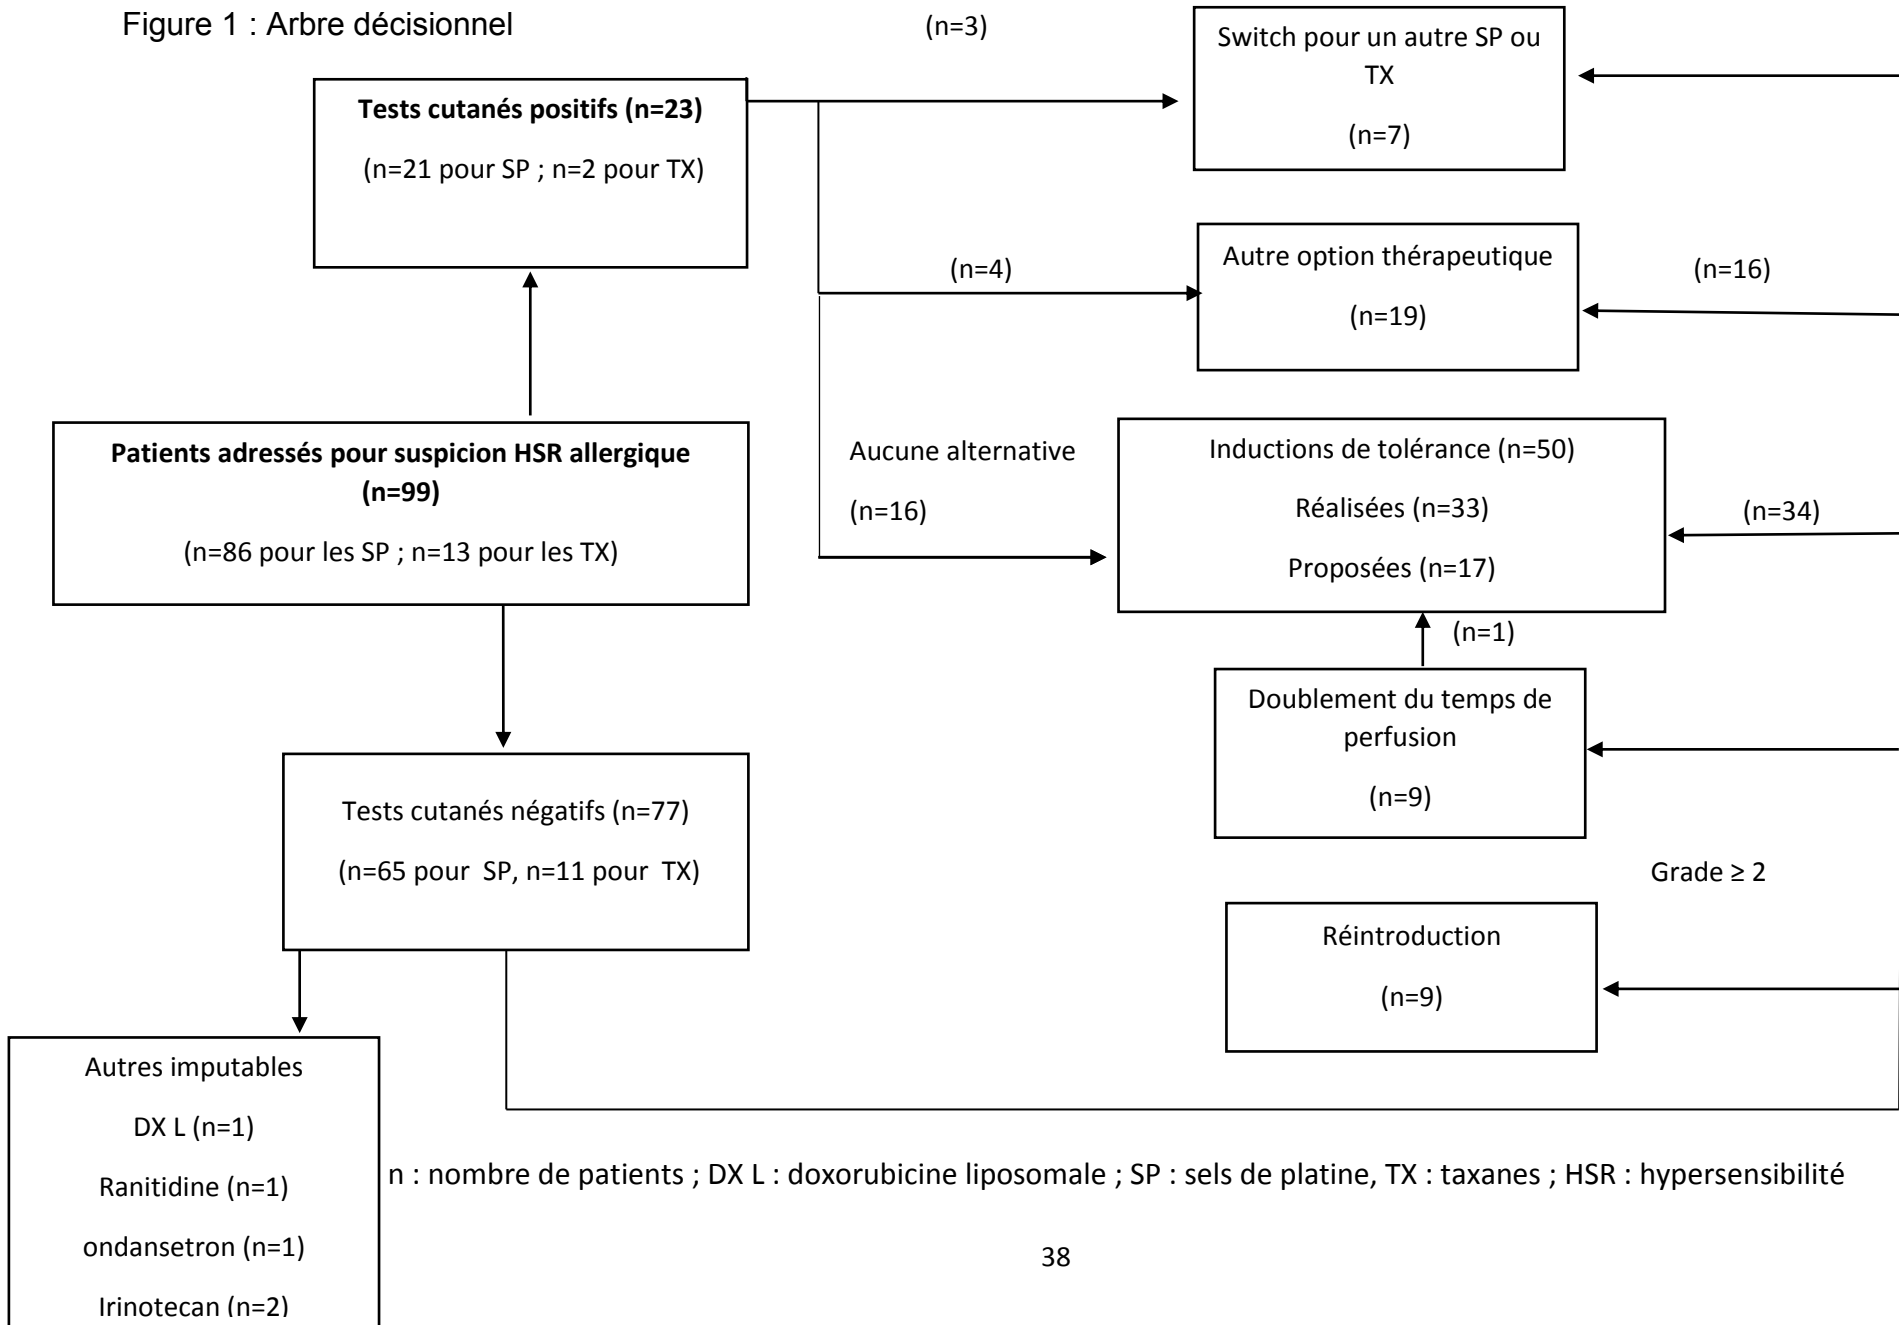 Figure 1 : Arbre décisionnel
(n=3)
Switch pour un autre SP ou
TX
(n=7)
Tests cutanés positifs (n=23)
(n=21 pour SP ; n=2 pour TX)
(n=4)
Autre option thérapeutique
(n=19)
(n=16)
Patients adressés pour suspicion HSR allergique
(n=99)
(n=86 pour les SP ; n=13 pour les TX)
Aucune alternative
(n=16)
Inductions de tolérance (n=50)
Réalisées (n=33)
Proposées (n=17)
(n=34)
(n=1)
Doublement du temps de
perfusion
(n=9)
Tests cutanés négatifs (n=77)
(n=65 pour SP, n=11 pour TX)
Grade ≥ 2
Réintroduction
(n=9)
Autres imputables
DX L (n=1)
Ranitidine (n=1)
ondansetron (n=1)
Irinotecan (n=2)
n : nombre de patients ; DX L : doxorubicine liposomale ; SP : sels de platine, TX : taxanes ; HSR : hypersensibilité
38